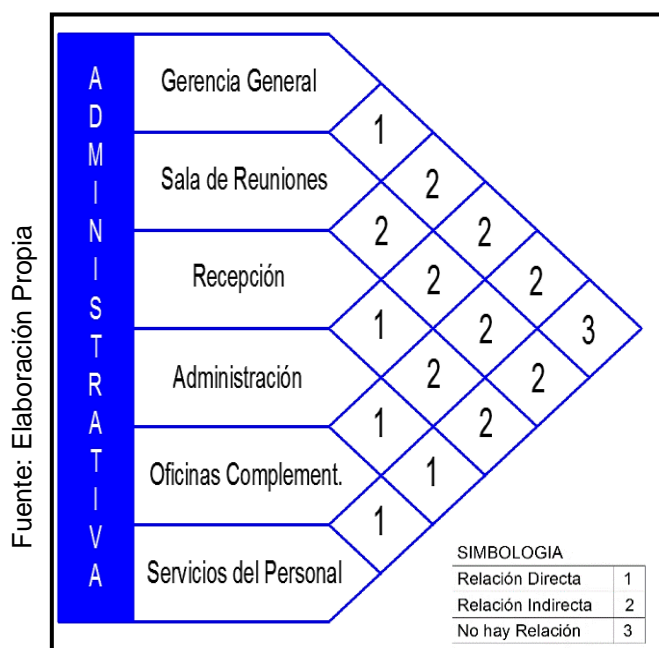 Fuente: Elaboración Propia
ADMINISTRATIVA
Gerencia General
Sala de Reuniones
Recepción
Administración
Oficinas Complement.
Servicios del Personal
1
2
2
2
2
2
2
3
1
2
2
1
2
2
1
1
SIMBOLOGIA
Relación Directa 1
Relación Indirecta 2
No hay Relación 3